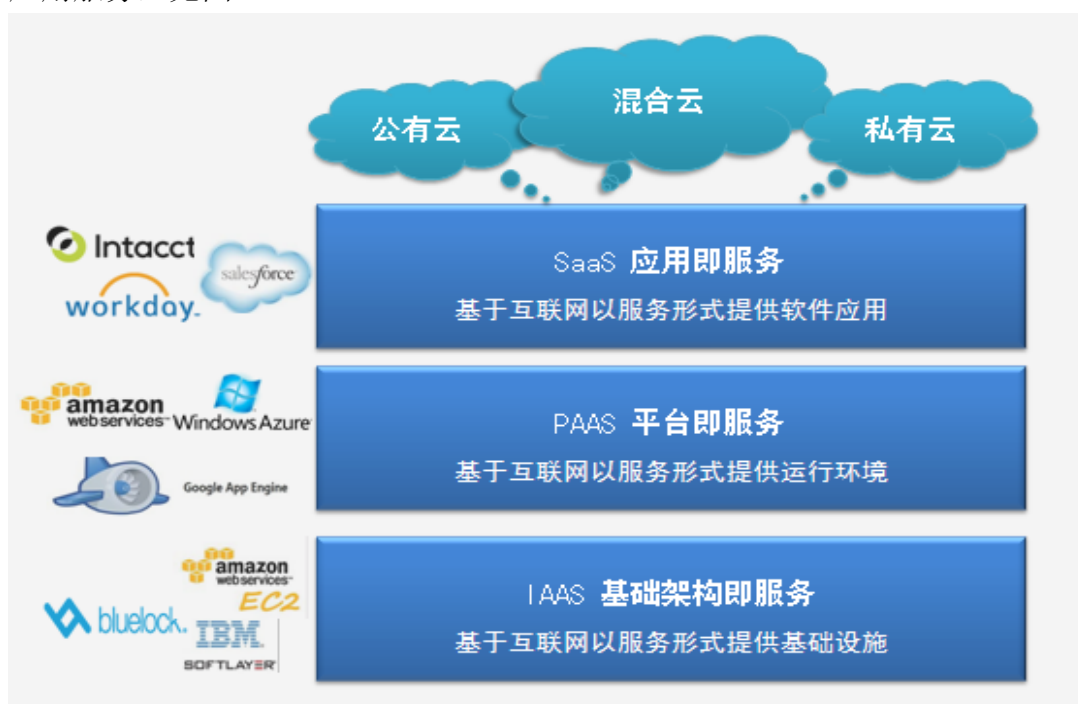 公有云
混合云
私有云
Intacct
salesforce
workday.
SaaS 应用即服务
基于互联网以服务形式提供软件应用
amazon
webservices™
Windows Azure
PAAS 平台即服务
基于互联网以服务形式提供运行环境
Google App Engine
amazon
webservices™
EC2
bluelock.
IBM.
SOFTLAYER
IAAS 基础架构即服务
基于互联网以服务形式提供基础设施